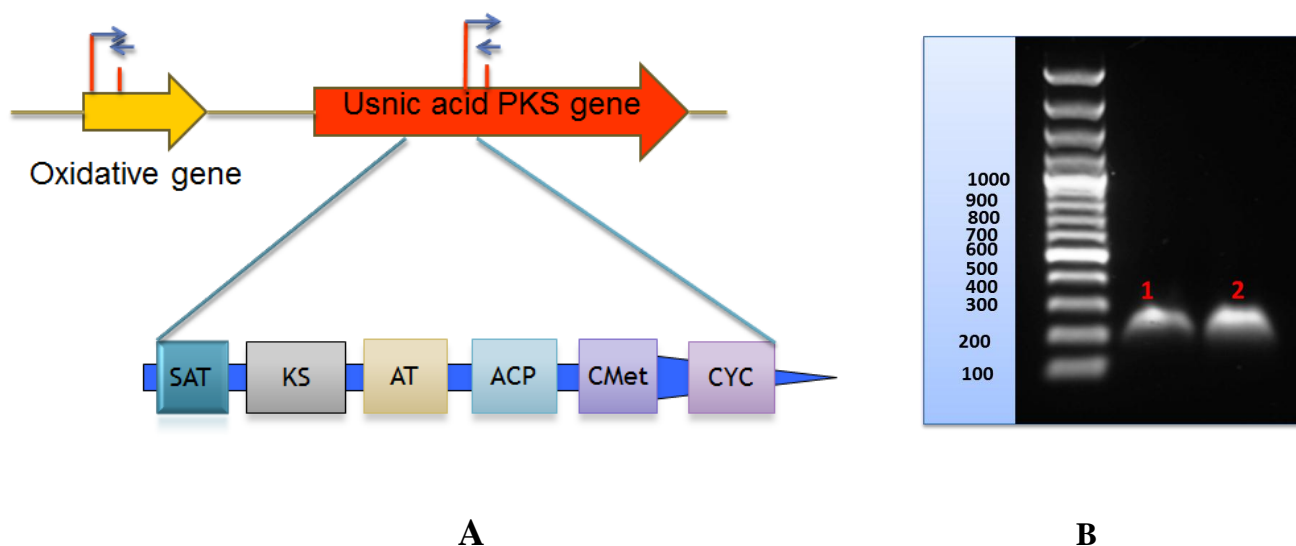 Usnic acid PKS gene
Oxidative gene
SAT KS AT ACP CMet CYC
A
1000
900
800
700
600
500
400
300
200
100
1 2
B